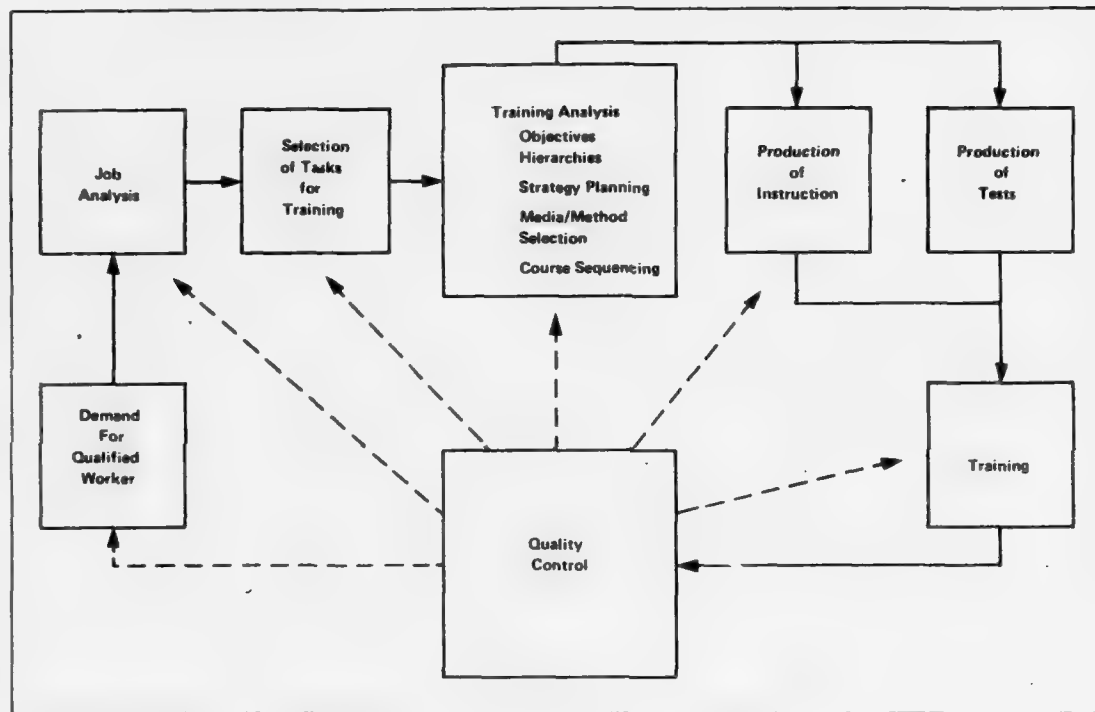 Job
Analysis
Selection
of Tasks
for
Training
Training Analysis
Objectives
Hierarchies
Strategy Planning
Media/Method
Selection
Course Sequencing
Production
of
Instruction
Production
of
Tests
Demand
For
Qualified
Worker
Quality
Control
Training